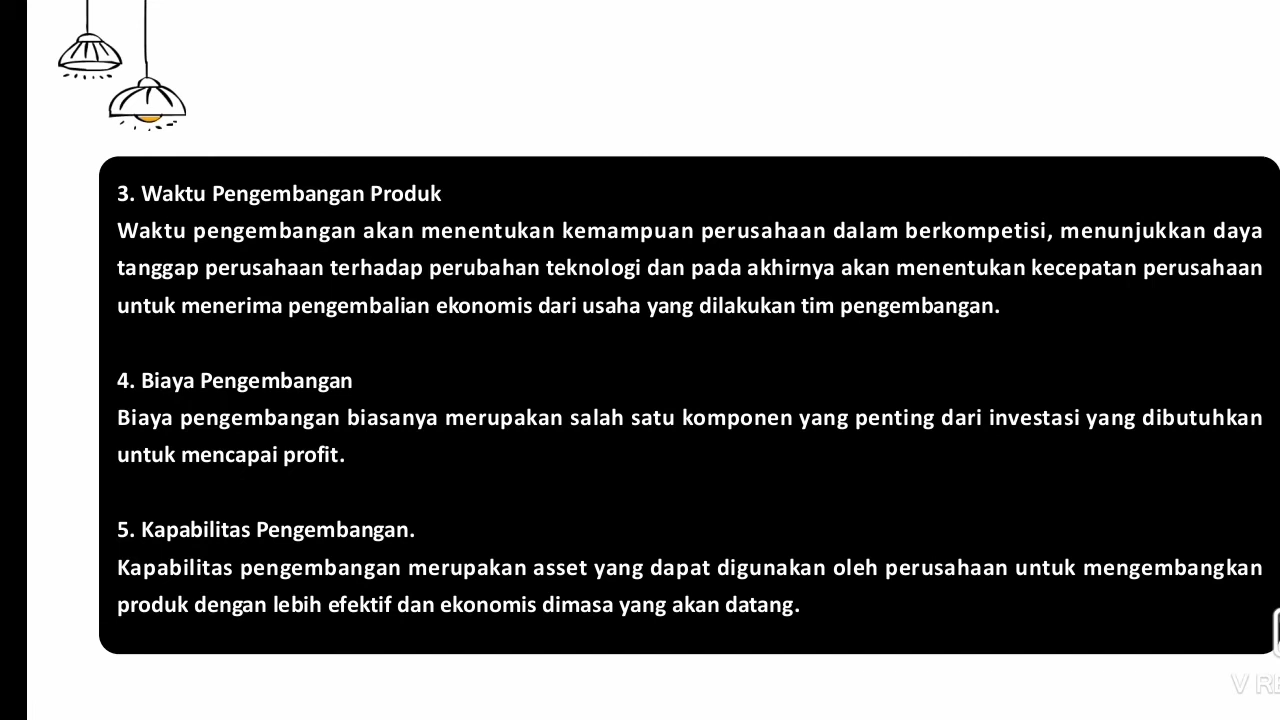 3. Waktu Pengembangan Produk
Waktu pengembangan akan menentukan kemampuan perusahaan dalam berkompetisi, menunjukkan daya
tanggap perusahaan terhadap perubahan teknologi dan pada akhirnya akan menentukan kecepatan perusahaan
untuk menerima pengembalian ekonomis dari usaha yang dilakukan tim pengembangan.
4. Biaya Pengembangan
Biaya pengembangan biasanya merupakan salah satu komponen yang penting dari investasi yang dibutuhkan
untuk mencapai profit.
5. Kapabilitas Pengembangan.
Kapabilitas pengembangan merupakan asset yang dapat digunakan oleh perusahaan untuk mengembangkan
produk dengan lebih efektif dan ekonomis dimasa yang akan datang.